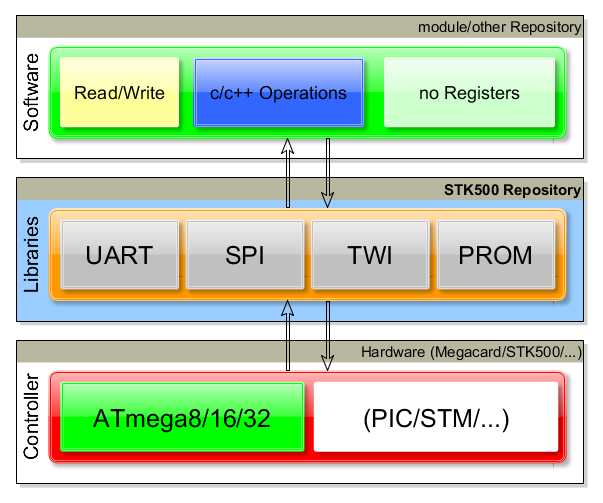 module/other Repository
Software
Read/Write
c/c++ Operations
no Registers
STK500 Repository
Libraries
UART
SPI
TWI
PROM
Hardware (Megacard/STK500/...)
Controller
ATmega8/16/32
(PIC/STM/...)